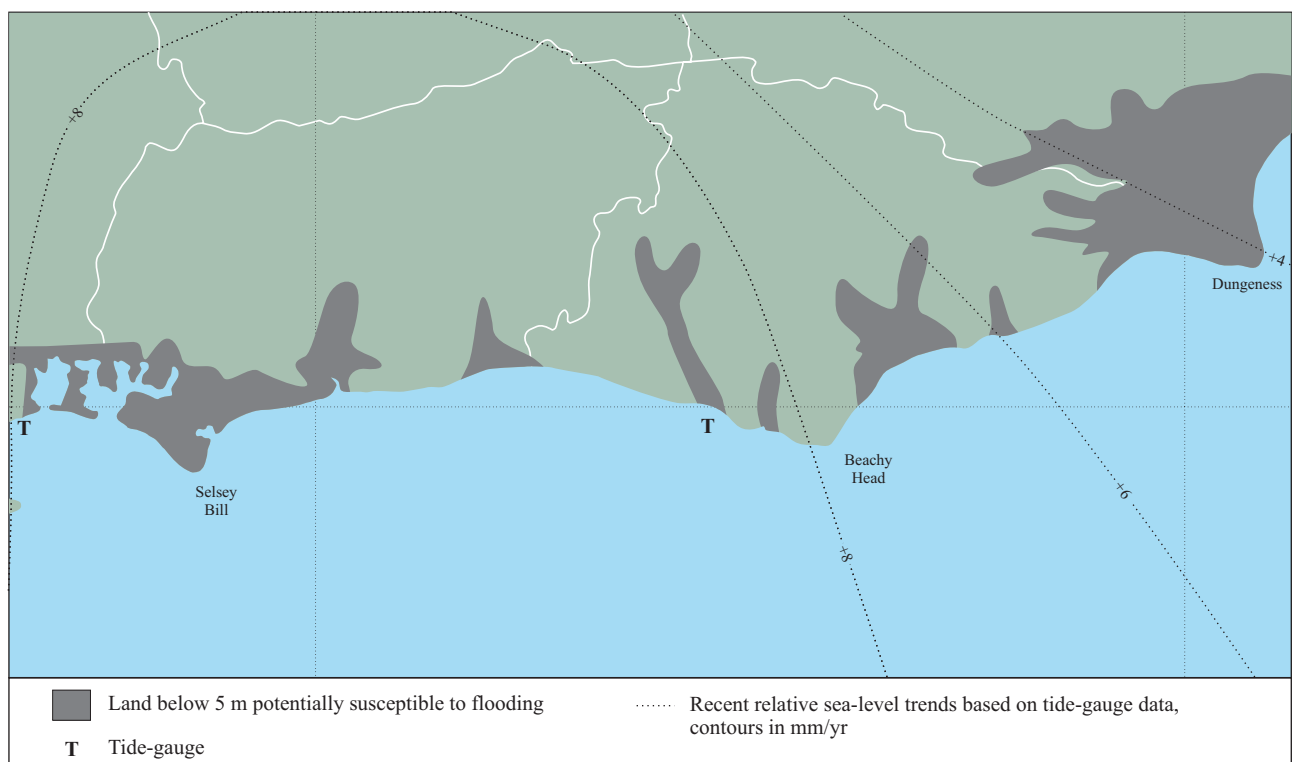 +8
+4
Dungeness
T
T
Beachy
Head
Selsey
Bill
+6
+8
Land below 5 m potentially susceptible to flooding
Recent relative sea-level trends based on tide-gauge data,
contours in mm/yr
T Tide-gauge